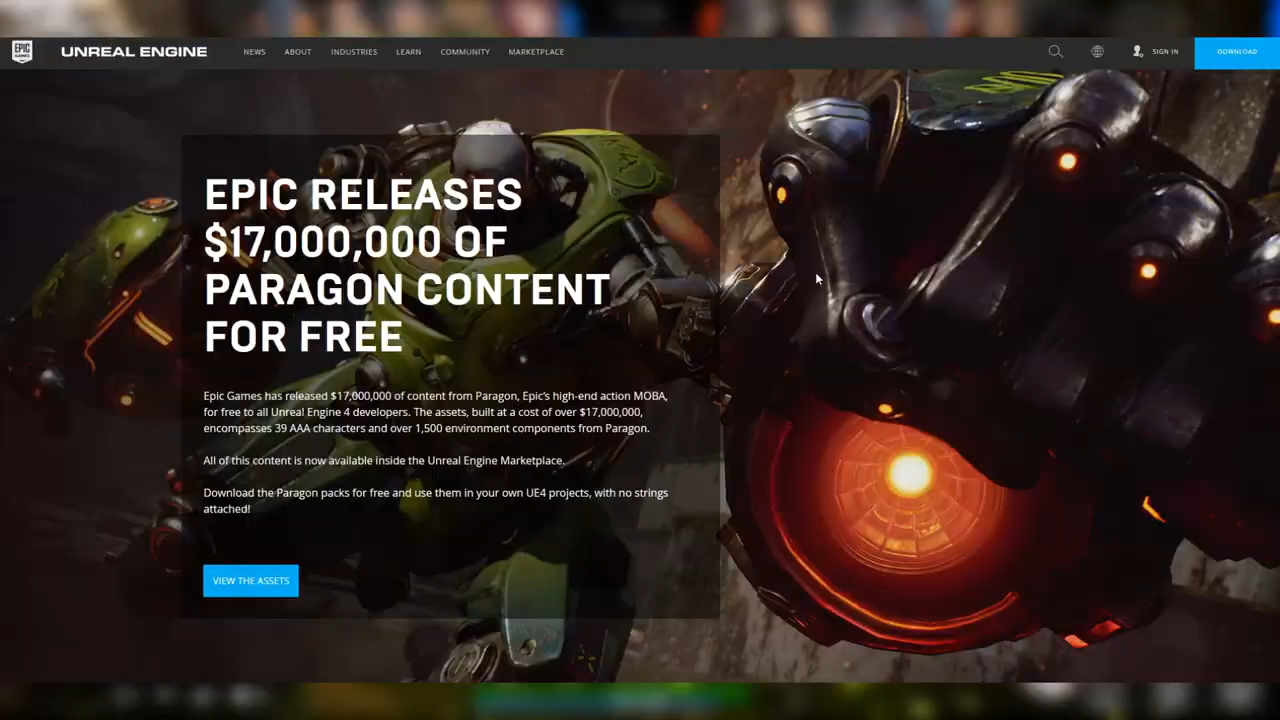 EPIC GAMES
UNREAL ENGINE NEWS ABOUT INDUSTRIES LEARN COMMUNITY MARKETPLACE SIGN IN DOWNLOAD
EPIC RELEASES
$17,000,000 OF
PARAGON CONTENT
FOR FREE
Epic Games has released $17,000,000 of content from Paragon, Epic's high-end action MOBA,
for free to all Unreal Engine 4 developers. The assets, built at a cost of over $17,000,000,
encompasses 39 AAA characters and over 1,500 environment components from Paragon.
All of this content is now available inside the Unreal Engine Marketplace.
Download the Paragon packs for free and use them in your own UE4 projects, with no strings
attached!
VIEW THE ASSETS